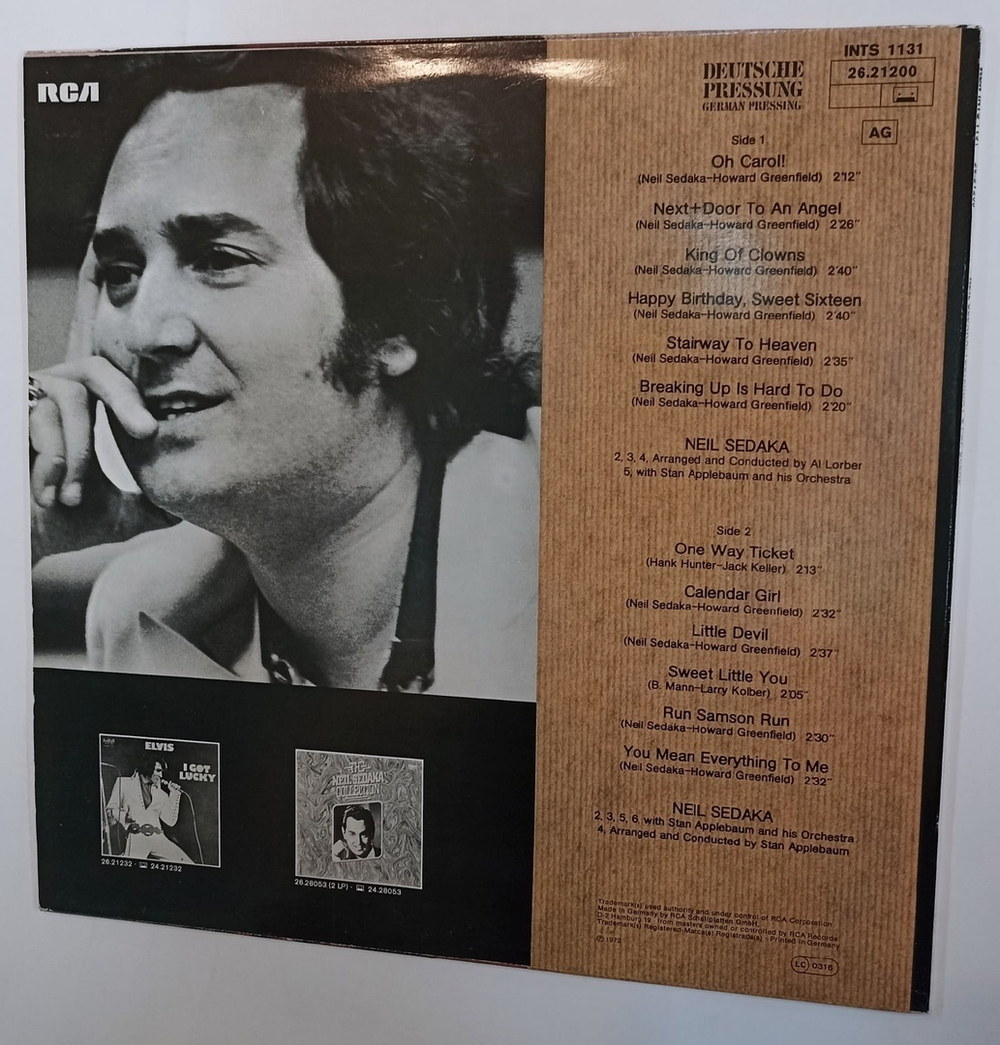 RCA
DEUTSCHE
PRESSUNG
GERMAN PRESSING
INTS 1131
26.21200
AG
Side 1
Oh Carol!
(Neil Sedaka–Howard Greenfield) 2'12"
Next+Door To An Angel
(Neil Sedaka–Howard Greenfield) 2'26"
King Of Clowns
(Neil Sedaka–Howard Greenfield) 2'40"
Happy Birthday, Sweet Sixteen
(Neil Sedaka–Howard Greenfield) 2'40"
Stairway To Heaven
(Neil Sedaka–Howard Greenfield) 2'35"
Breaking Up Is Hard To Do
(Neil Sedaka–Howard Greenfield) 2'20"
NEIL SEDAKA
2, 3, 4, Arranged and Conducted by Al Lorber
5, with Stan Applebaum and his Orchestra
Side 2
One Way Ticket
(Hank Hunter–Jack Keller) 2'13"
Calendar Girl
(Neil Sedaka–Howard Greenfield) 2'32"
Little Devil
(Neil Sedaka–Howard Greenfield) 2'37"
Sweet Little You
(B. Mann–Larry Kolber) 2'05"
Run Samson Run
(Neil Sedaka–Howard Greenfield) 2'30"
You Mean Everything To Me
(Neil Sedaka–Howard Greenfield) 2'32"
NEIL SEDAKA
2, 3, 5, 6, with Stan Applebaum and his Orchestra
4, Arranged and Conducted by Stan Applebaum
ELVIS
I GOT
LUCKY
26.21232 · 24.21232
THE
NEIL SEDAKA
COLLECTION
26.28053 (2 LP) · 24.28053
Trademark(s) used authority and under control of RCA Corporation
Made in Germany by RCA Schallplatten GmbH,
D-2 Hamburg 19 · from masters owned or controlled by RCA Records
Trademark(s) Registered-Marca(s) Registrada(s) · Printed in Germany
Ⓟ 1972
LC 0316